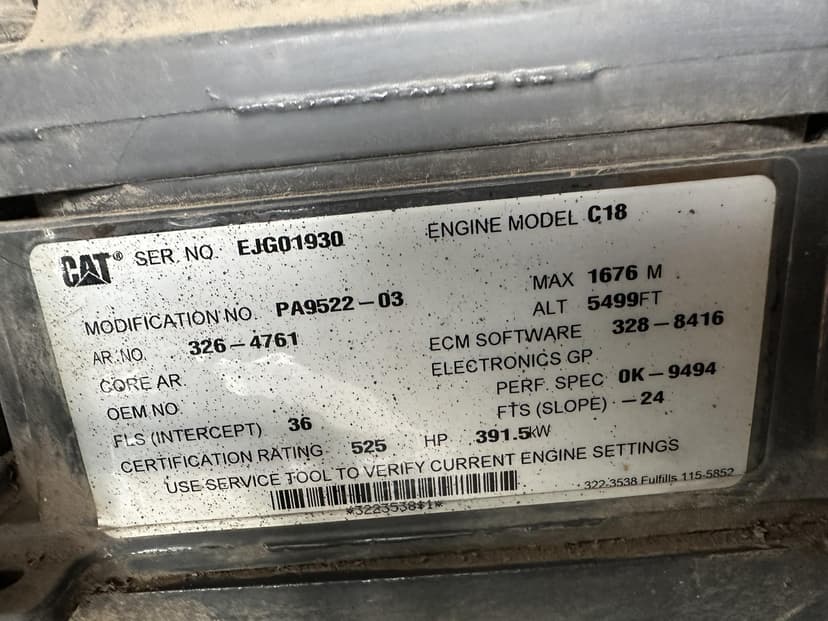 CAT® SER NO. EJG01930 ENGINE MODEL C18
MODIFICATION NO. PA9522-03 MAX 1676 M
ALT 5499FT
AR. NO. 326-4761 ECM SOFTWARE 328-8416
CORE AR ELECTRONICS GP
OEM NO PERF. SPEC 0K-9494
FLS (INTERCEPT) 36 FTS (SLOPE) -24
CERTIFICATION RATING 525 HP 391.5kW
USE SERVICE TOOL TO VERIFY CURRENT ENGINE SETTINGS
*3223538$1*
322-3538 Fulfills 115-5852